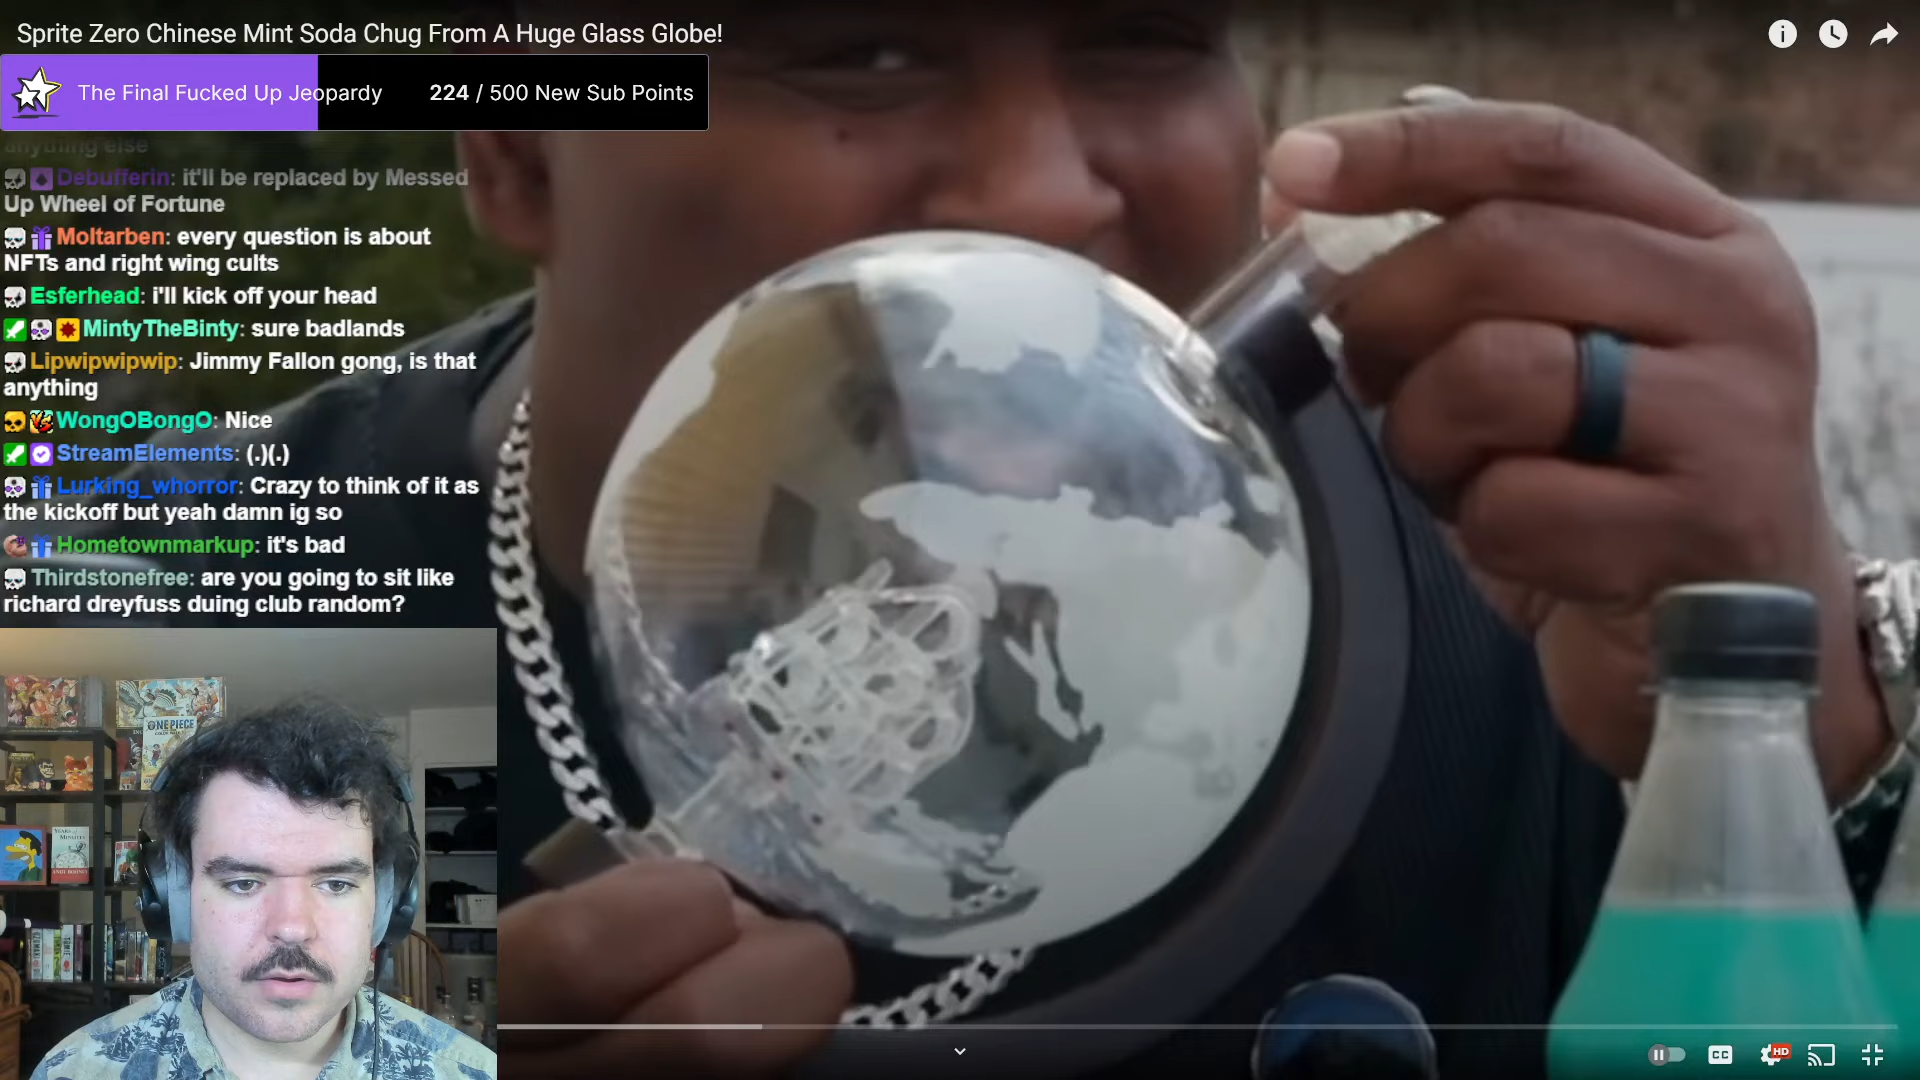 Sprite Zero Chinese Mint Soda Chug From A Huge Glass Globe!
The Final Fucked Up Jeopardy 224 / 500 New Sub Points
anything else
Debufferin: it'll be replaced by Messed
Up Wheel of Fortune
Moltarben: every question is about
NFTs and right wing cults
Esferhead: i'll kick off your head
MintyTheBinty: sure badlands
Lipwipwipwip: Jimmy Fallon gong, is that
anything
WongOBongO: Nice
StreamElements: (.)(.)
Lurking_whorror: Crazy to think of it as
the kickoff but yeah damn ig so
Hometownmarkup: it's bad
Thirdstonefree: are you going to sit like
richard dreyfuss duing club random?
ONE PIECE
CC
HD